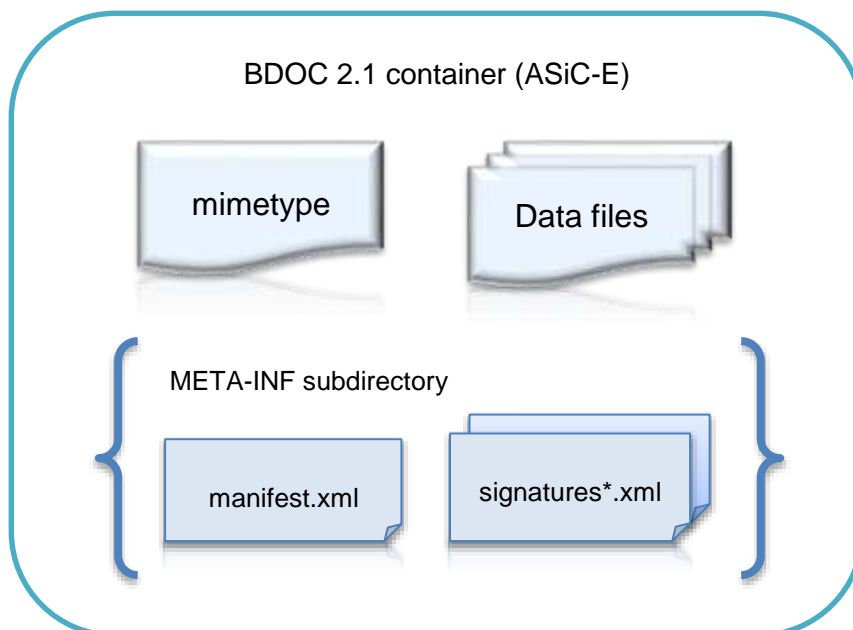 BDOC 2.1 container (ASiC-E)
mimetype
Data files
META-INF subdirectory
manifest.xml
signatures*.xml